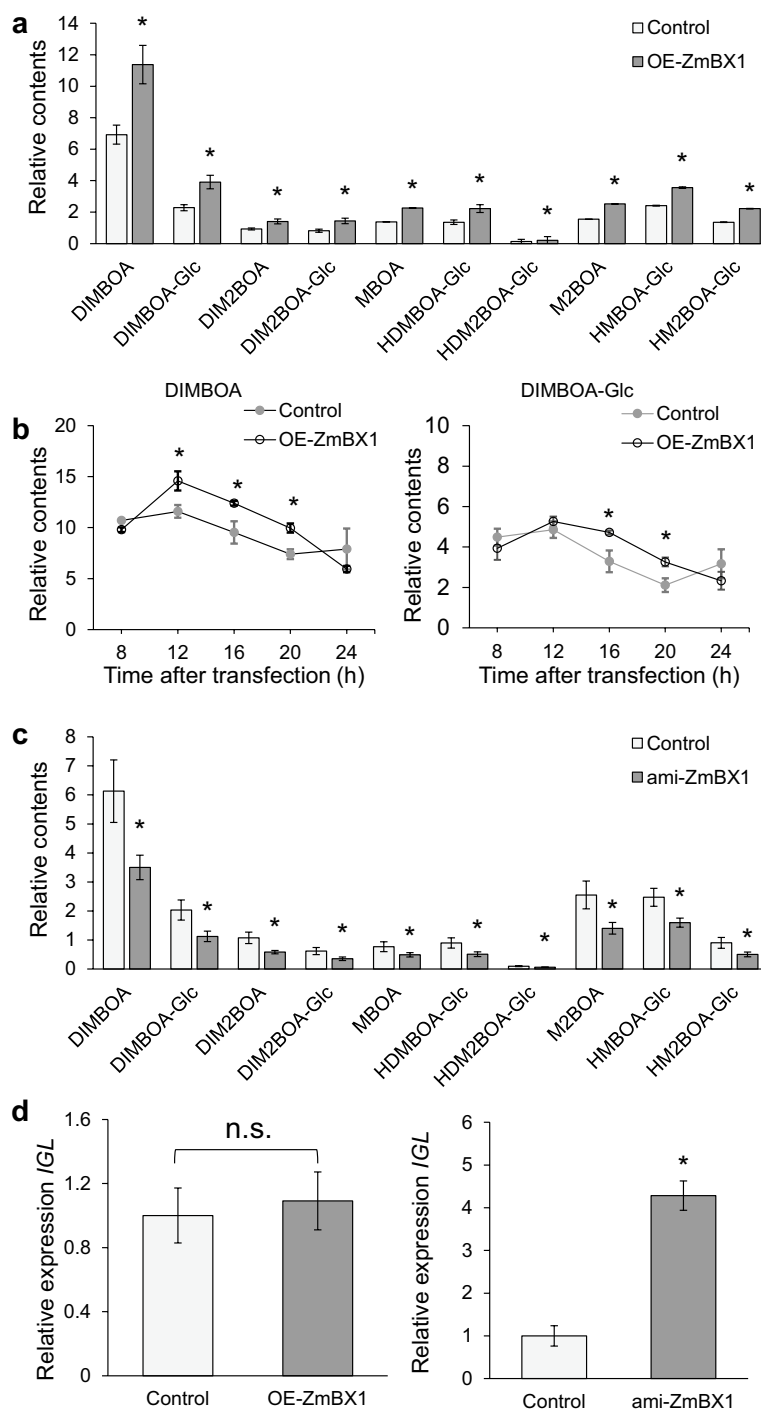 a
Relative contents
14
12
10
8
6
4
2
0
Control
OE-ZmBX1
* * * * * * * * * *
DIMBOA
DIMBOA-Glc
DIM2BOA
DIM2BOA-Glc
MBOA
HDMBOA-Glc
HDM2BOA-Glc
M2BOA
HMBOA-Glc
HM2BOA-Glc
b
DIMBOA
Control
OE-ZmBX1
Relative contents
20
15
10
5
0
* * *
8 12 16 20 24
Time after transfection (h)
DIMBOA-Glc
Control
OE-ZmBX1
Relative contents
10
8
6
4
2
0
* *
8 12 16 20 24
Time after transfection (h)
c
Relative contents
8
7
6
5
4
3
2
1
0
Control
ami-ZmBX1
* * * * * * * * * *
DIMBOA
DIMBOA-Glc
DIM2BOA
DIM2BOA-Glc
MBOA
HDMBOA-Glc
HDM2BOA-Glc
M2BOA
HMBOA-Glc
HM2BOA-Glc
d
Relative expression IGL
1.6
1.2
0.8
0.4
0
n.s.
Control OE-ZmBX1
Relative expression IGL
6
5
4
3
2
1
0
*
Control ami-ZmBX1